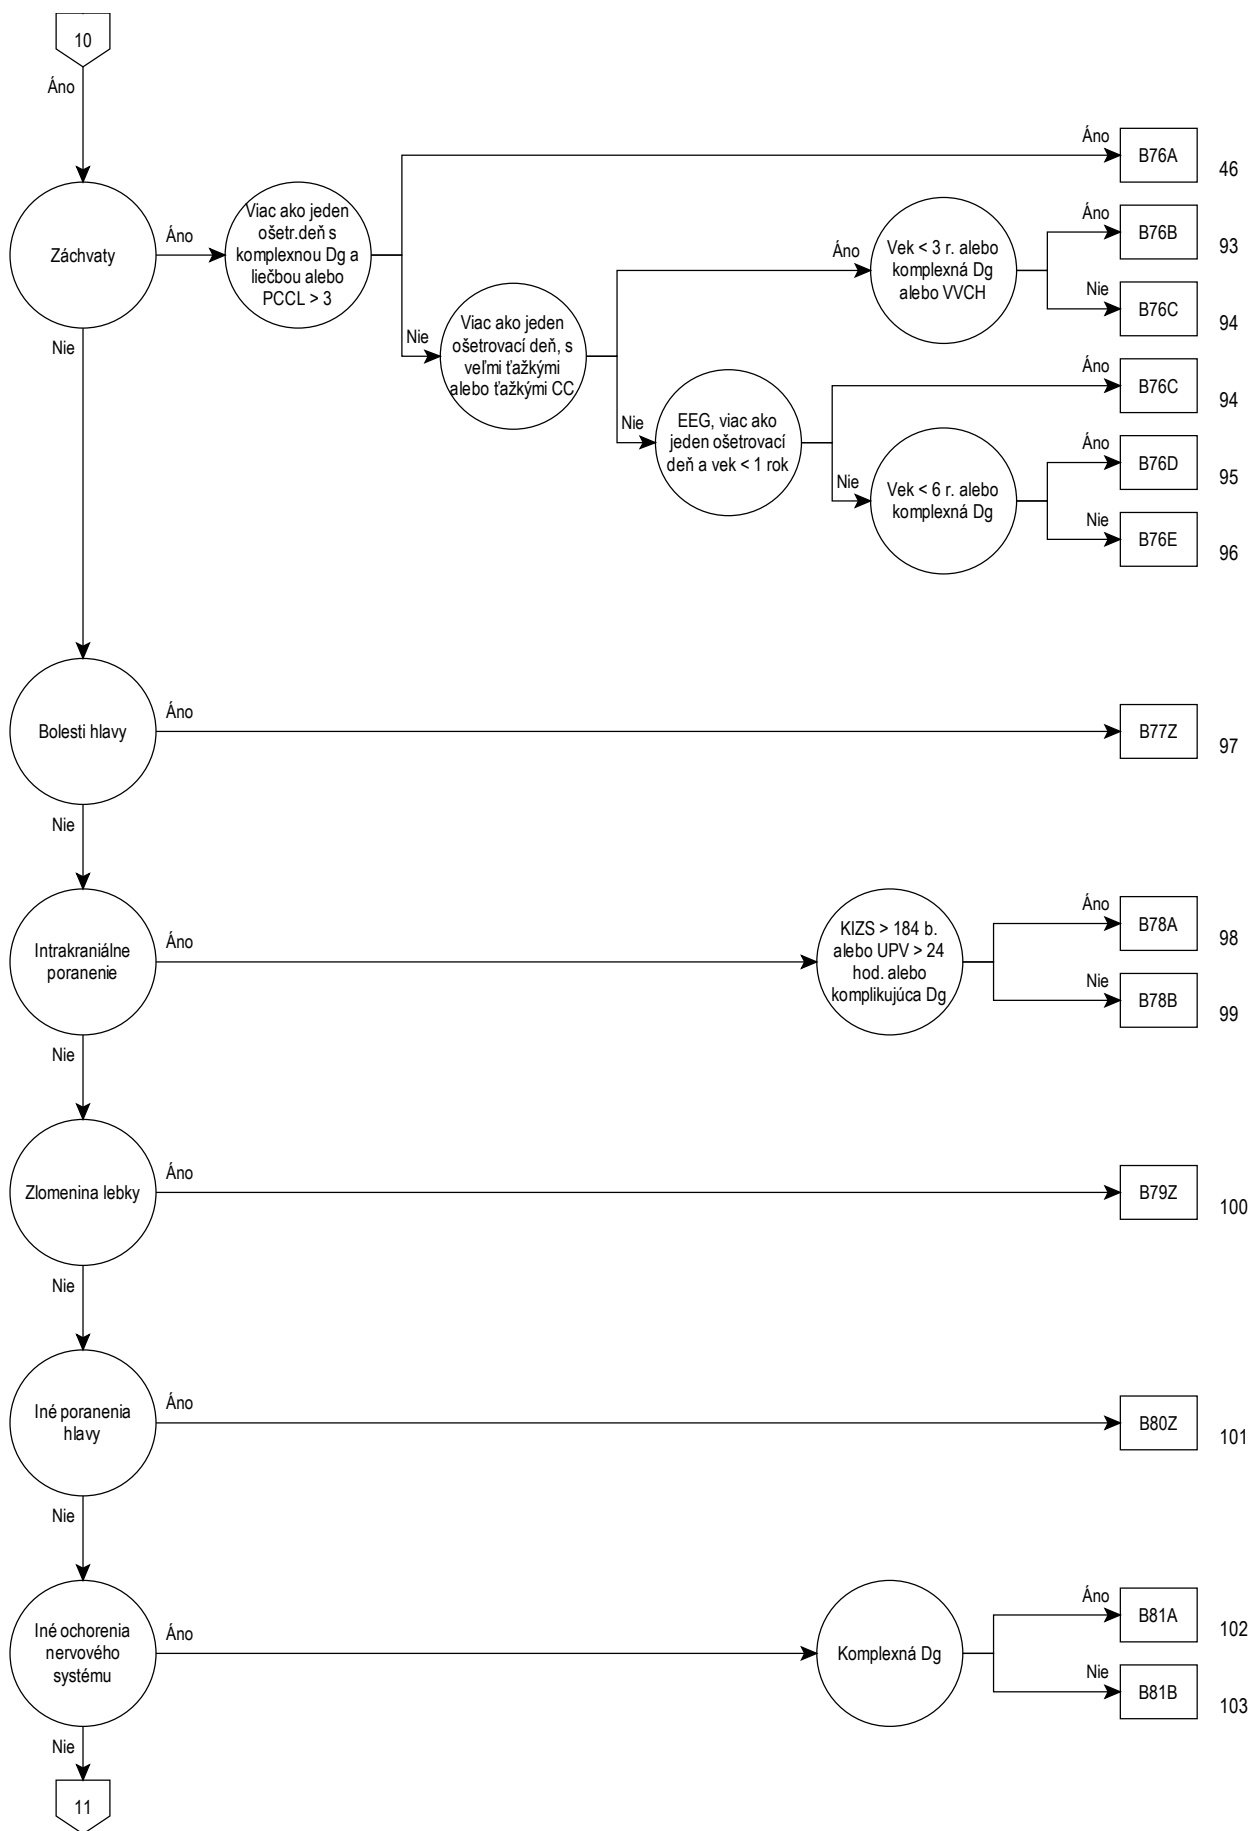 10
Áno
Záchvaty
Áno
Viac ako jeden
ošetr.deň s
komplexnou Dg a
liečbou alebo
PCCL > 3
Áno
B76A
46
Nie
Viac ako jeden
ošetrovací deň, s
veľmi ťažkými
alebo ťažkými CC
Áno
Vek < 3 r. alebo
komplexná Dg
alebo VVCH
Áno
B76B
93
Nie
B76C
94
Nie
EEG, viac ako
jeden ošetrovací
deň a vek < 1 rok
Áno
B76C
94
Nie
Vek < 6 r. alebo
komplexná Dg
Áno
B76D
95
Nie
B76E
96
Nie
Bolesti hlavy
Áno
B77Z
97
Nie
Intrakraniálne
poranenie
Áno
KIZS > 184 b.
alebo UPV > 24
hod. alebo
komplikujúca Dg
Áno
B78A
98
Nie
B78B
99
Nie
Zlomenina lebky
Áno
B79Z
100
Nie
Iné poranenia
hlavy
Áno
B80Z
101
Nie
Iné ochorenia
nervového
systému
Áno
Komplexná Dg
Áno
B81A
102
Nie
B81B
103
Nie
11